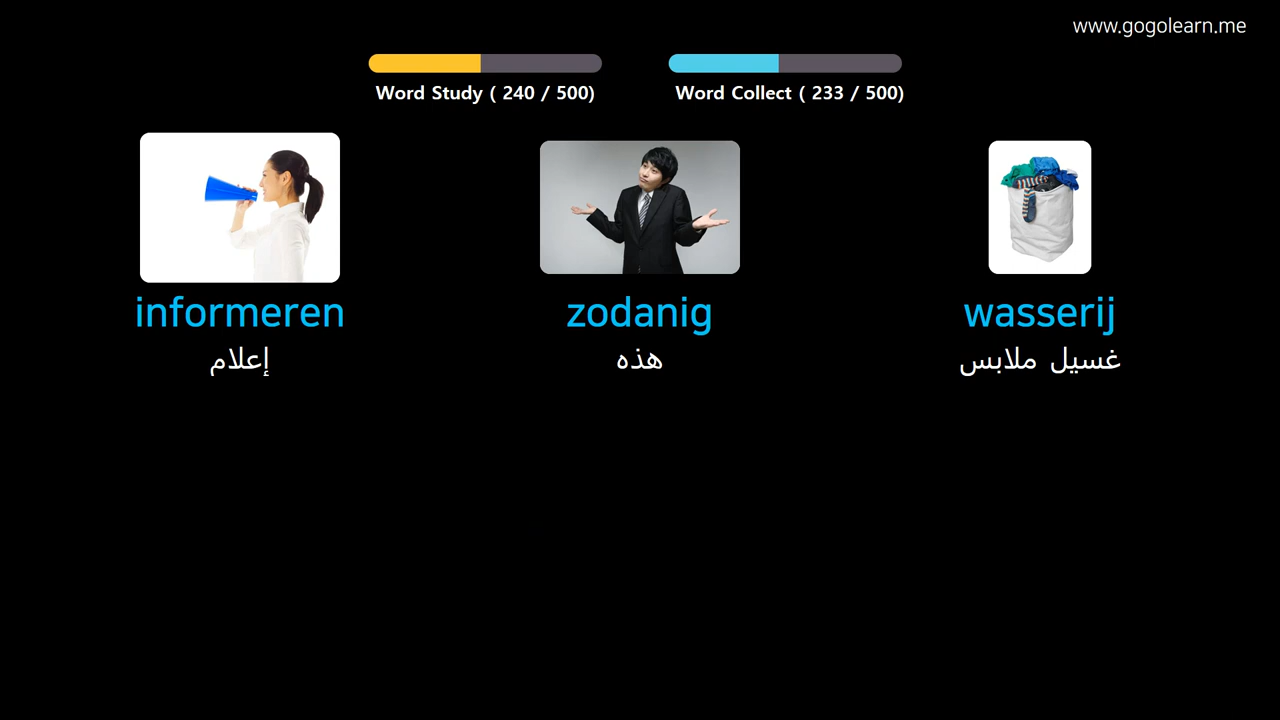 www.gogolearn.me
Word Study ( 240 / 500)
Word Collect ( 233 / 500)
informeren
zodanig
wasserij
إعلام
هذه
غسيل ملابس